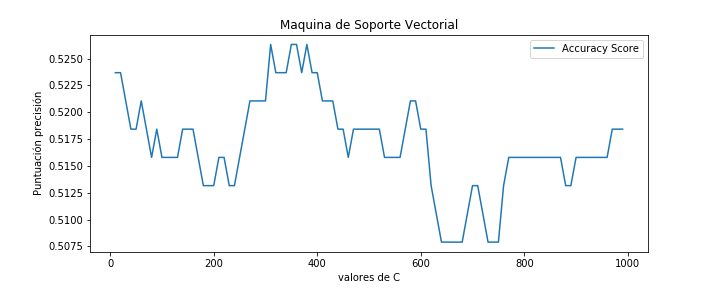 Maquina de Soporte Vectorial
Accuracy Score
Puntuación precisión
0.5250
0.5225
0.5200
0.5175
0.5150
0.5125
0.5100
0.5075
0 200 400 600 800 1000
valores de C